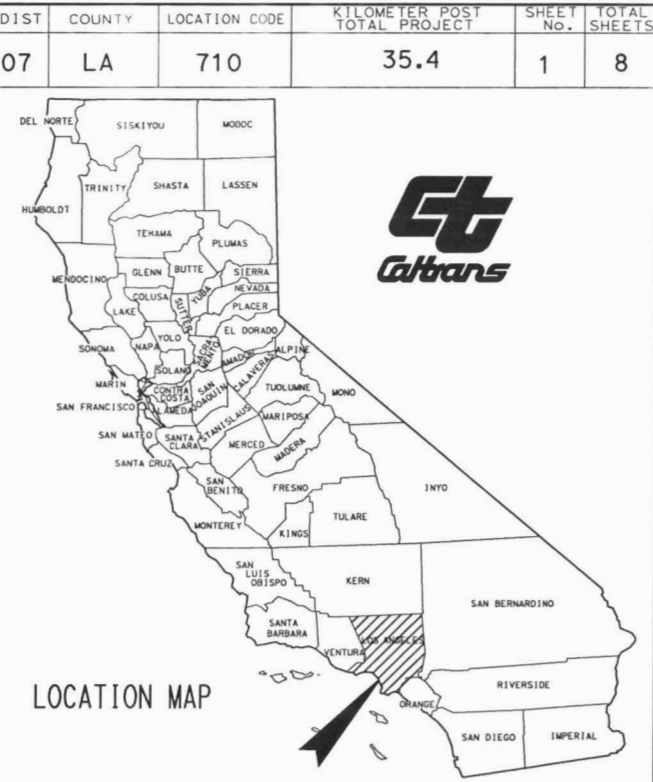 DIST COUNTY LOCATION CODE KILOMETER POST TOTAL PROJECT SHEET No. TOTAL SHEETS
07 LA 710 35.4 1 8
DEL NORTE
SISKIYOU
MODOC
TRINITY
SHASTA
LASSEN
HUMBOLDT
TEHAMA
PLUMAS
Ct
Caltrans
MENDOCINO
GLENN
BUTTE
SIERRA
COLUSA
YUBA
NEVADA
LAKE
SUTTER
PLACER
EL DORADO
SONOMA
NAPA
YOLO
SACRA
MENTO
AMADOR
ALPINE
SOLANO
MARIN
CONTRA
COSTA
SAN
JOAQUIN
CALAVERAS
TUOLUMNE
MONO
SAN FRANCISCO
ALAMEDA
STANISLAUS
MARIPOSA
SAN MATEO
SANTA
CLARA
MERCED
MADERA
SANTA CRUZ
SAN
BENITO
FRESNO
INYO
MONTEREY
KINGS
TULARE
SAN
LUIS
OBISPO
KERN
SAN BERNARDINO
SANTA
BARBARA
VENTURA
LOS ANGELES
LOCATION MAP
ORANGE
RIVERSIDE
SAN DIEGO
IMPERIAL